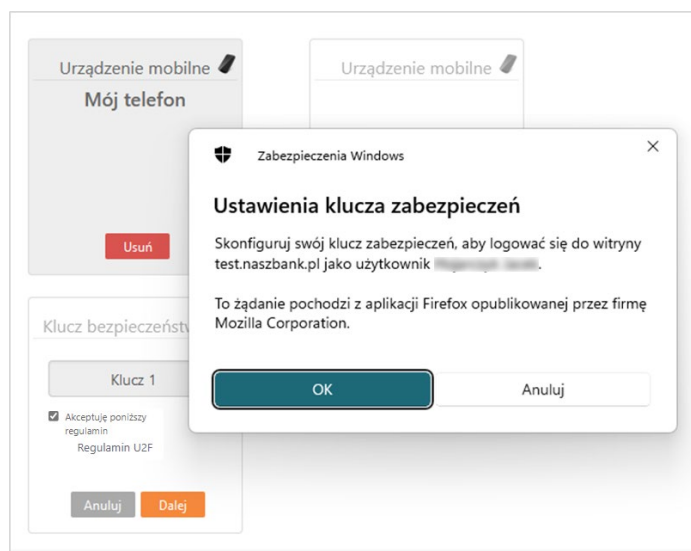 Urządzenie mobilne
Mój telefon
Usuń
Urządzenie mobilne
Zabezpieczenia Windows
Ustawienia klucza zabezpieczeń
Skonfiguruj swój klucz zabezpieczeń, aby logować się do witryny
test.naszbank.pl jako użytkownik .
To żądanie pochodzi z aplikacji Firefox opublikowanej przez firmę
Mozilla Corporation.
OK
Anuluj
Klucz
Klucz 1
Akceptuję poniższy
regulamin
Regulamin U2F
Anuluj
Dalej